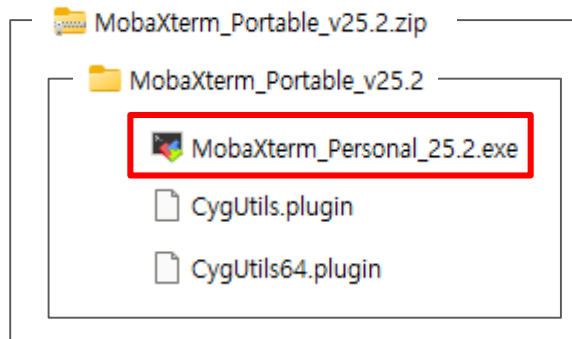 MobaXterm_Portable_v25.2.zip
MobaXterm_Portable_v25.2
MobaXterm_Personal_25.2.exe
CygUtils.plugin
CygUtils64.plugin